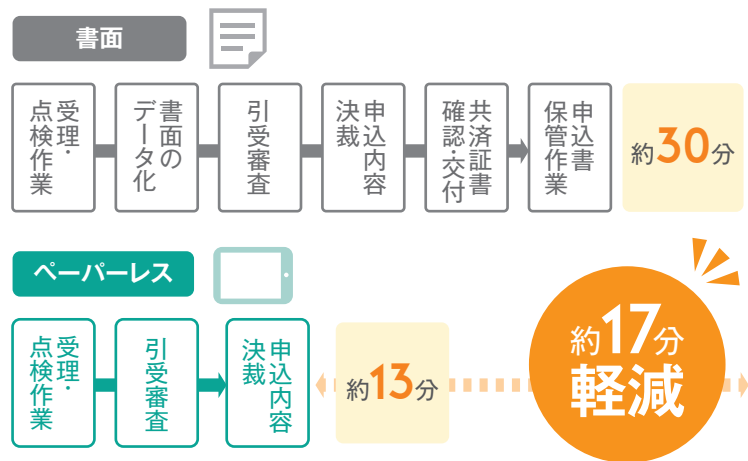 書面
受理・
点検作業
書面の
データ化
引受審査
申込内容
決裁
共済証書
確認・交付
申込書
保管作業
約30分
ペーパーレス
受理・
点検作業
引受審査
申込内容
決裁
約13分
約17分
軽減